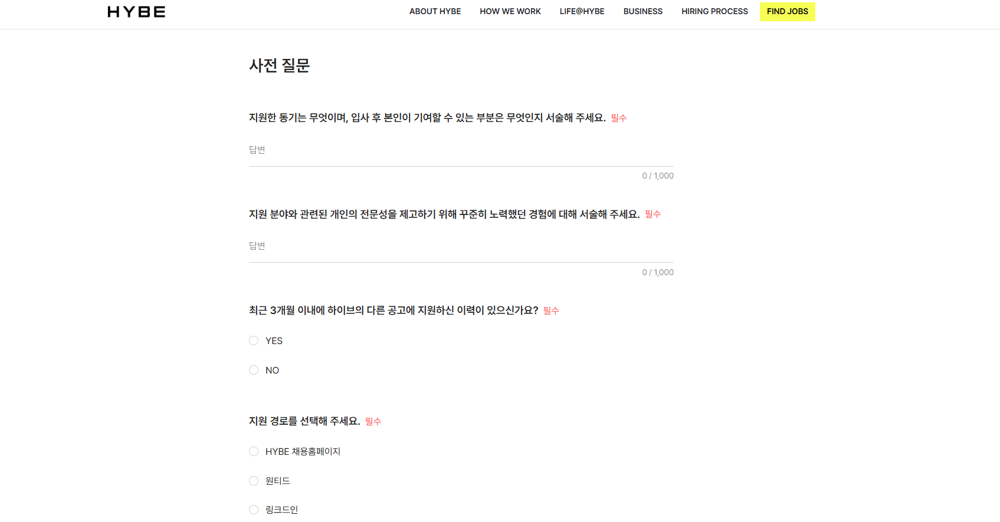 HYBE
ABOUT HYBE HOW WE WORK LIFE@HYBE BUSINESS HIRING PROCESS FIND JOBS
사전 질문
지원한 동기는 무엇이며, 입사 후 본인이 기여할 수 있는 부분은 무엇인지 서술해 주세요. 필수
답변
0 / 1,000
지원 분야와 관련된 개인의 전문성을 제고하기 위해 꾸준히 노력했던 경험에 대해 서술해 주세요. 필수
답변
0 / 1,000
최근 3개월 이내에 하이브의 다른 공고에 지원하신 이력이 있으신가요? 필수
YES
NO
지원 경로를 선택해 주세요. 필수
HYBE 채용홈페이지
원티드
링크드인